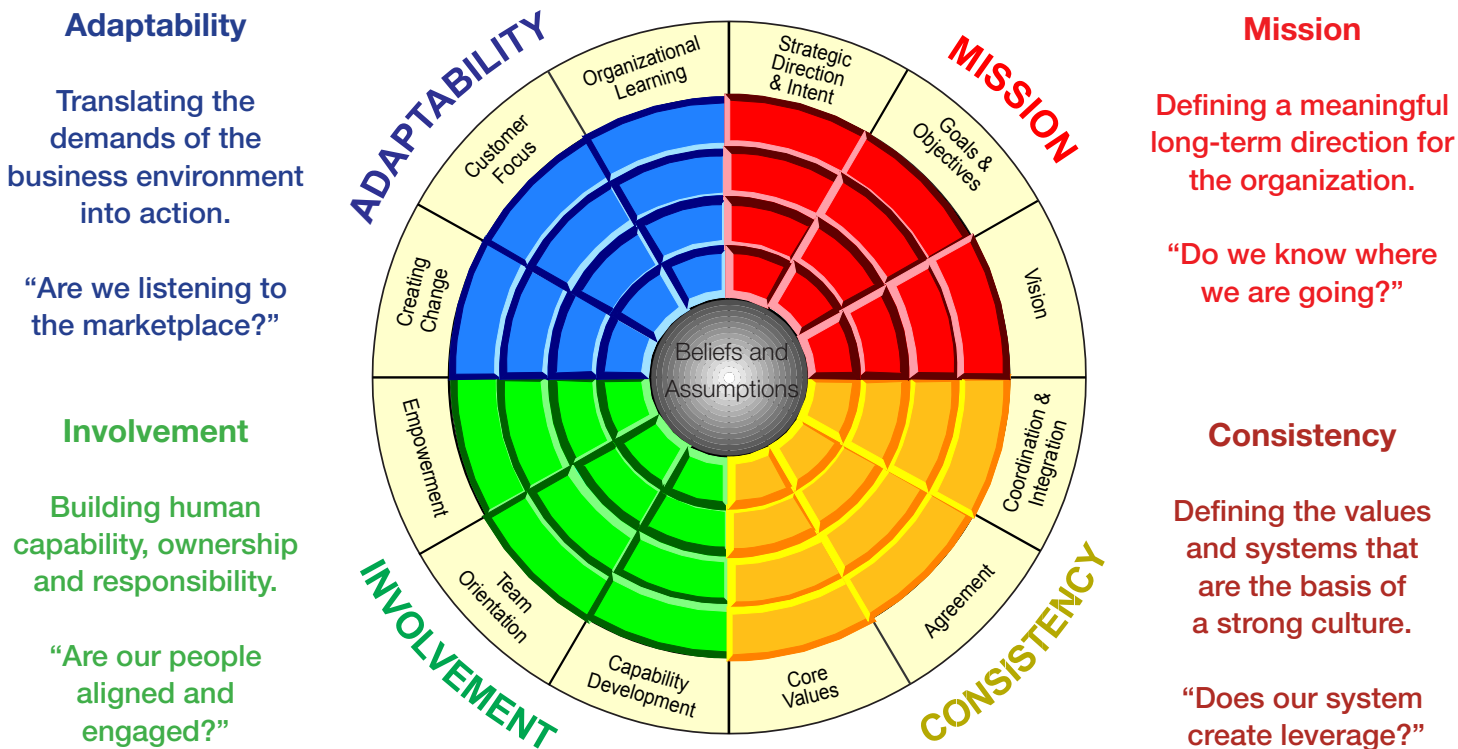 Adaptability
Translating the
demands of the
business environment
into action.
“Are we listening to
the marketplace?”
Involvement
Building human
capability, ownership
and responsibility.
“Are our people
aligned and
engaged?”
ADAPTABILITY
MISSION
INVOLVEMENT
CONSISTENCY
Organizational
Learning
Strategic
Direction
& Intent
Customer
Focus
Goals &
Objectives
Creating
Change
Vision
Beliefs and
Assumptions
Empowerment
Coordination &
Integration
Team
Orientation
Agreement
Capability
Development
Core
Values
Mission
Defining a meaningful
long-term direction for
the organization.
“Do we know where
we are going?”
Consistency
Defining the values
and systems that
are the basis of
a strong culture.
“Does our system
create leverage?”